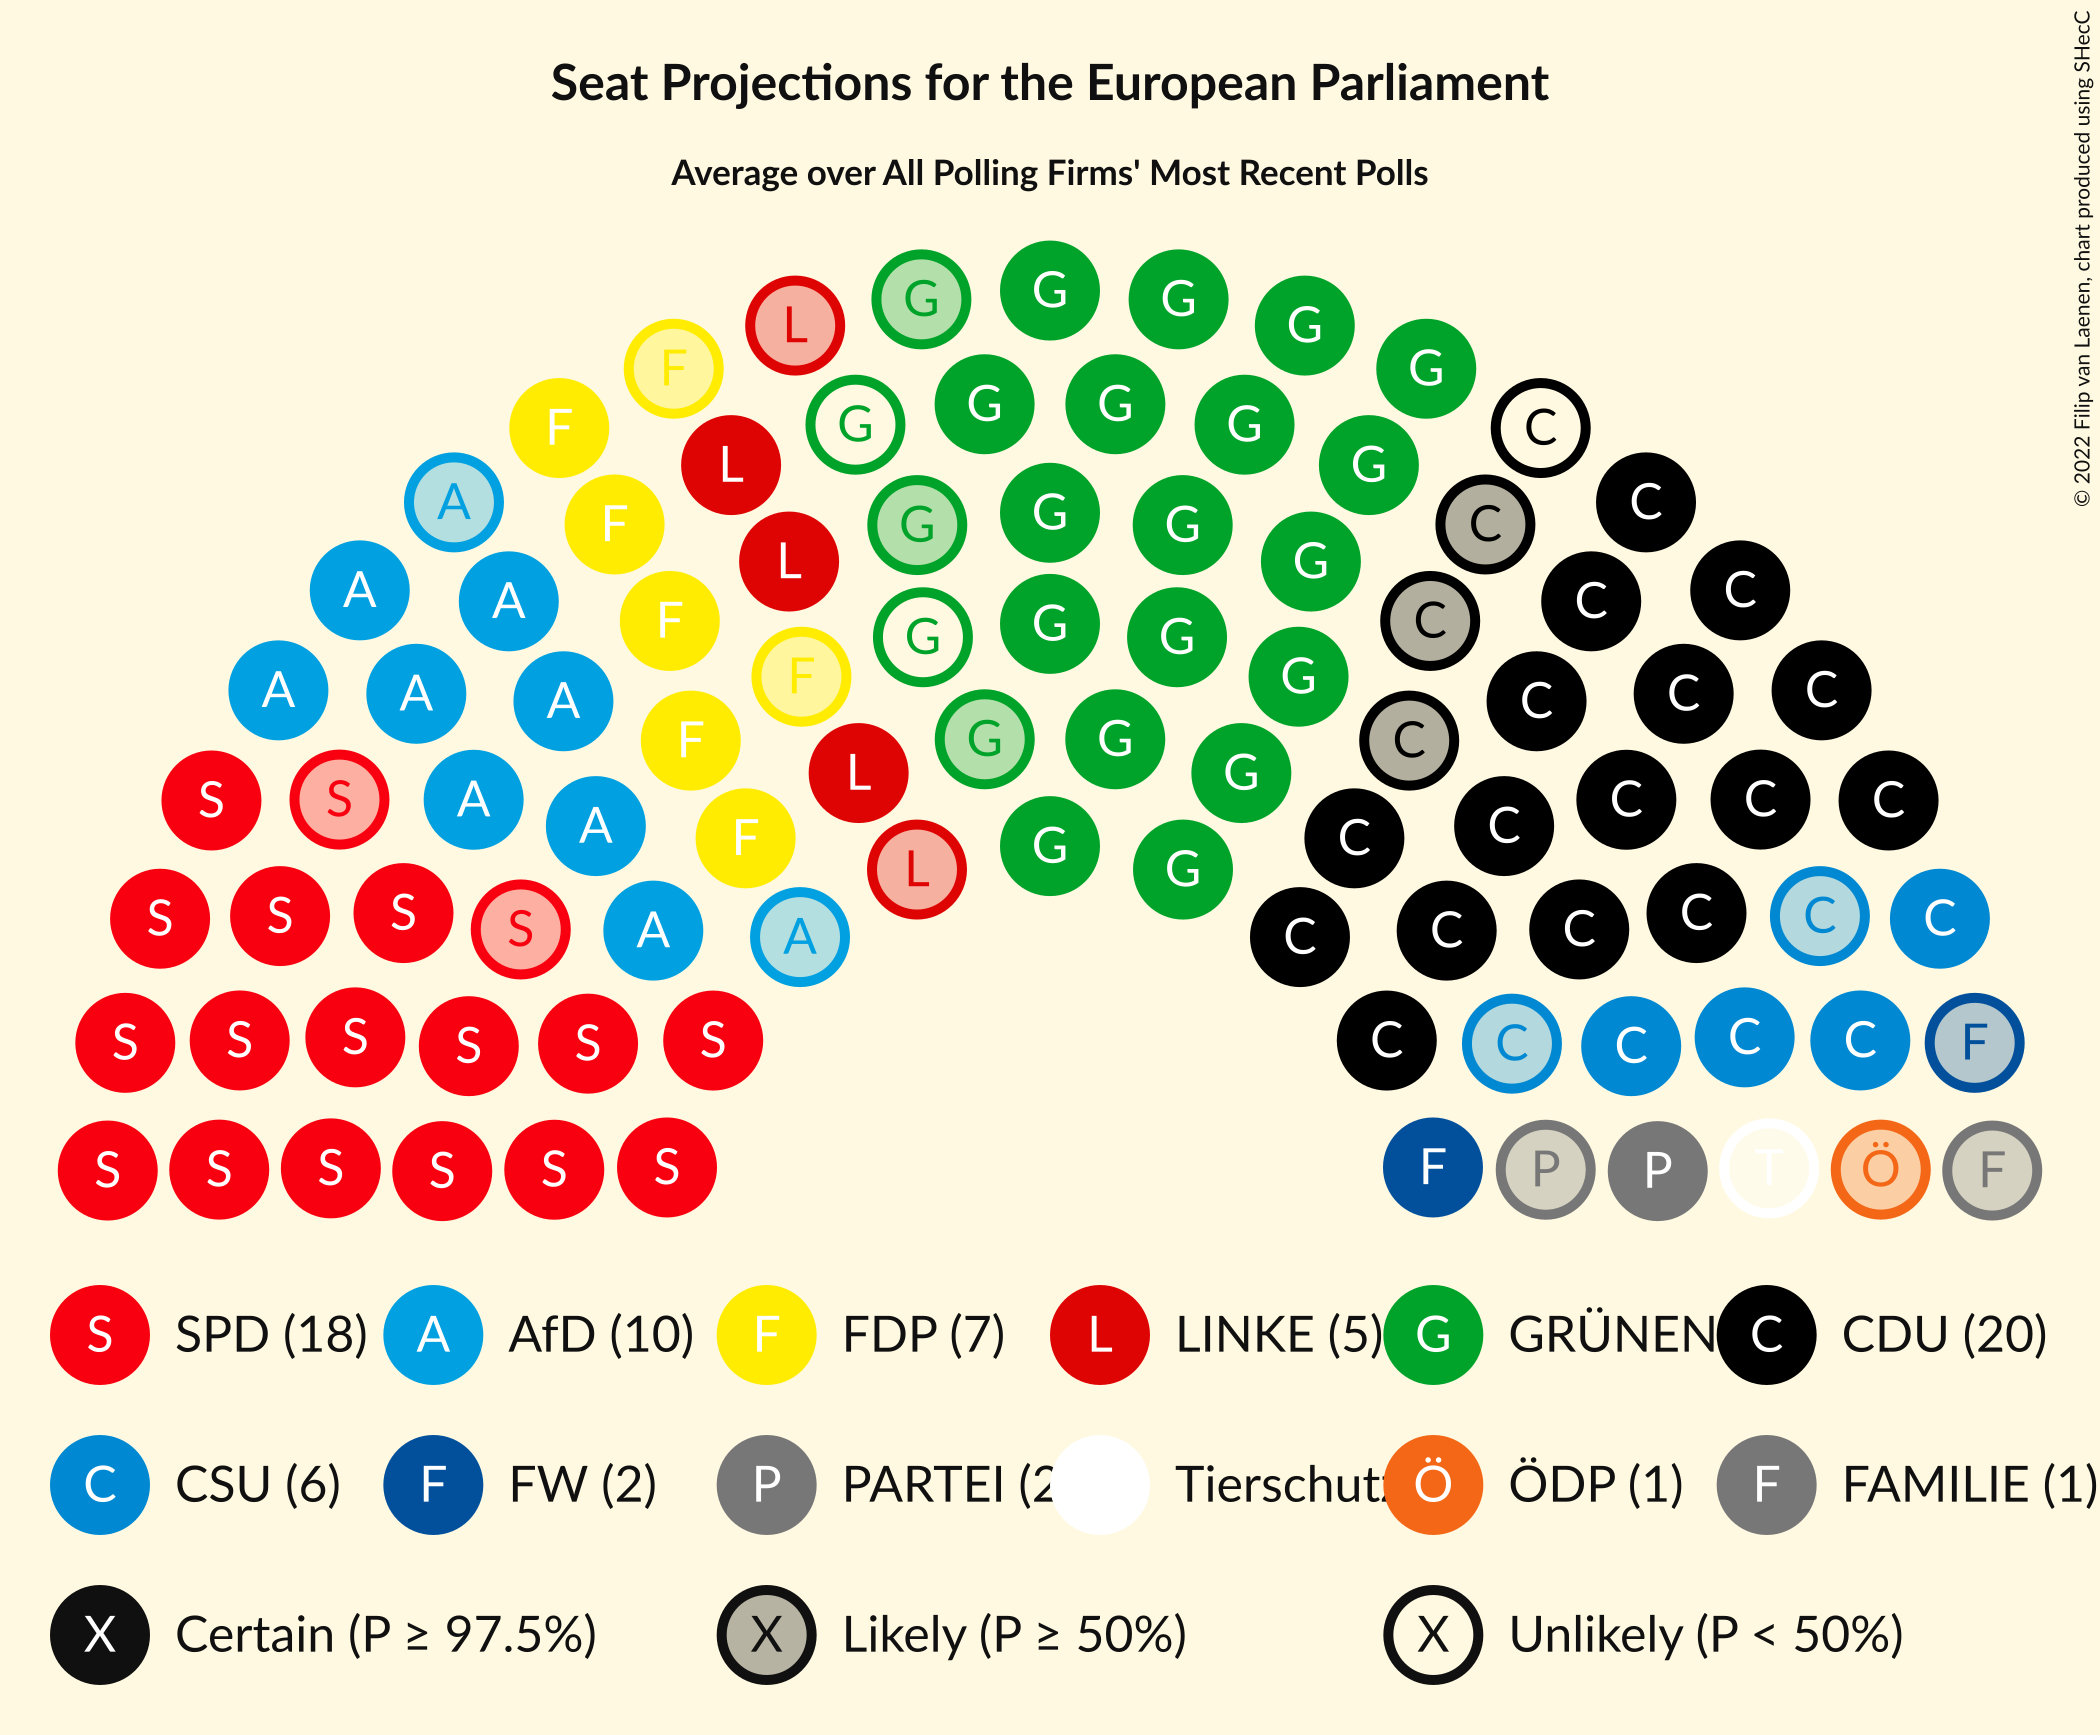 Seat Projections for the European Parliament
Average over All Polling Firms' Most Recent Polls
© 2022 Filip van Laenen, chart produced using SHecC
G G G G G
L F C
F G G G G G C
A F L G G G G C C
A A F L G G G G C C C
A A A F F G G C C C C
S S A A F F L G G G C C C C C C
S S S S A A L G G C C C C C C
S S S S S S C C C C C F
S S S S S S F P P T Ö F
S SPD (18) A AfD (10) F FDP (7) L LINKE (5) G GRÜNEN C CDU (20)
C CSU (6) F FW (2) P PARTEI (2 Tierschutz Ö ÖDP (1) F FAMILIE (1)
X Certain (P ≥ 97.5%) X Likely (P ≥ 50%) X Unlikely (P < 50%)